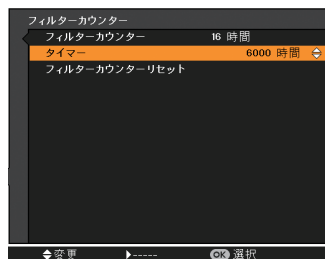 フィルターカウンター
フィルターカウンター 16 時間
タイマー 6000 時間
フィルターカウンターリセット
変更 ----- OK 選択